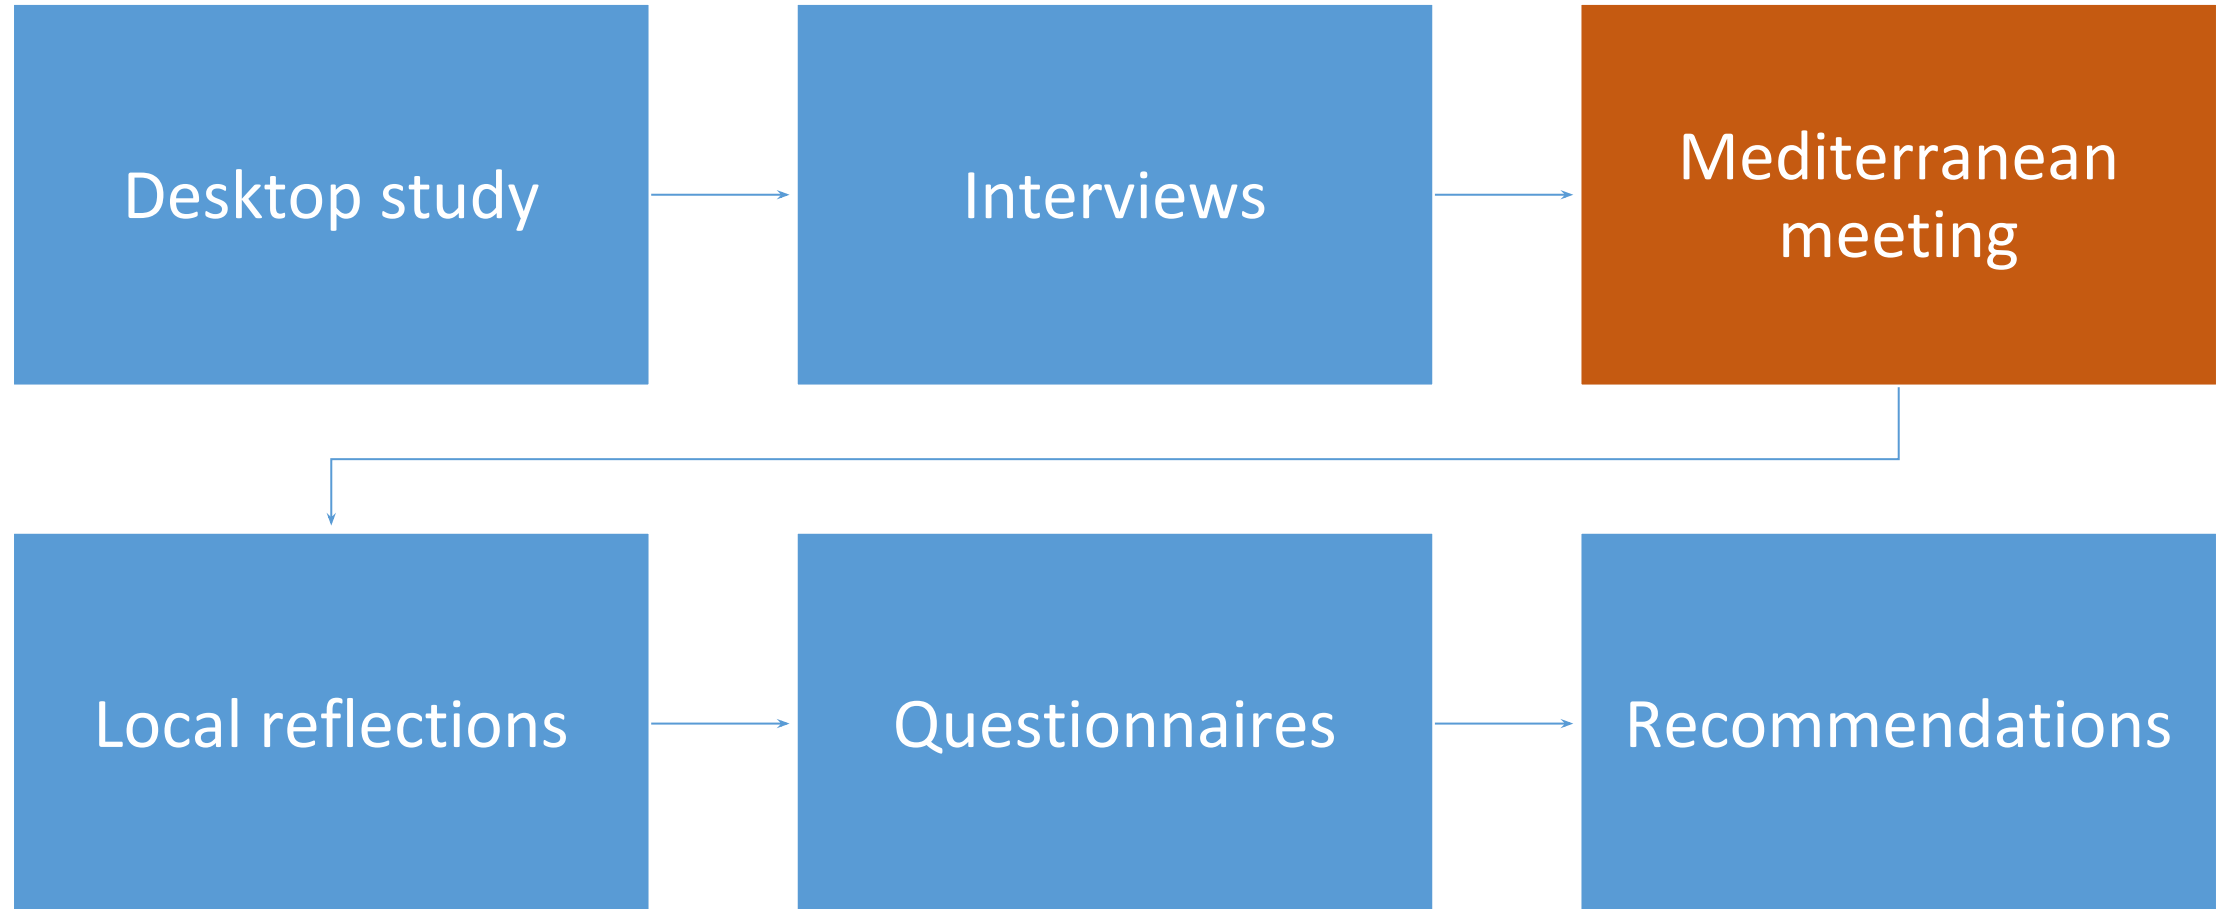 Desktop study
Interviews
Mediterranean
meeting
Local reflections
Questionnaires
Recommendations